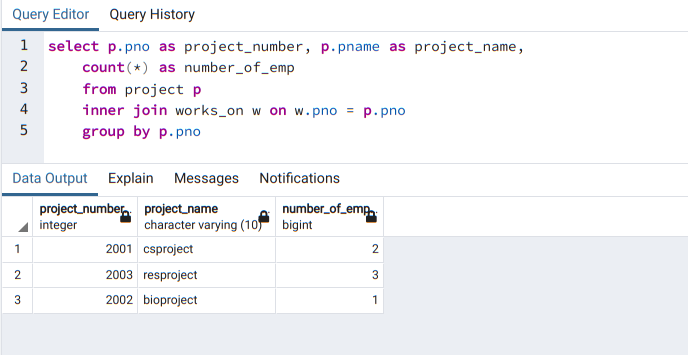 Query Editor Query History
1 select p.pno as project_number, p.pname as project_name,
2 count(*) as number_of_emp
3 from project p
4 inner join works_on w on w.pno = p.pno
5 group by p.pno
Data Output Explain Messages Notifications
project_number project_name number_of_emp
integer character varying (10) bigint
1 2001 csproject 2
2 2003 resproject 3
3 2002 bioproject 1